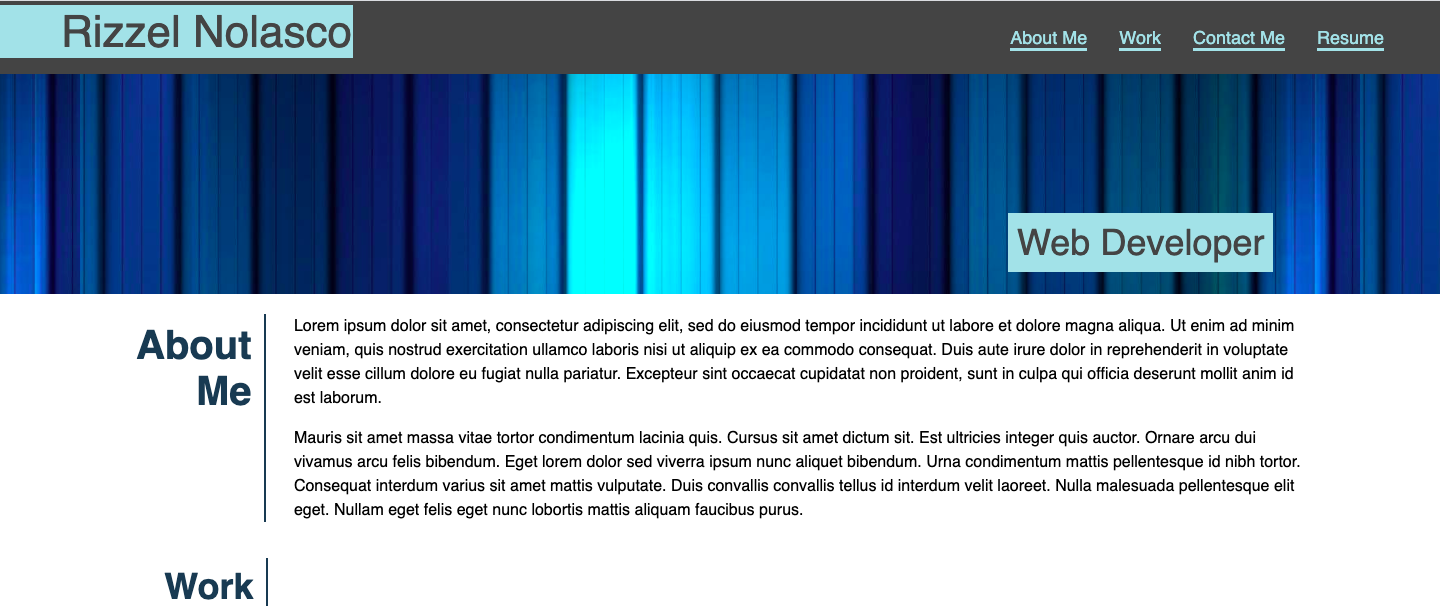 Rizzel Nolasco
About Me Work Contact Me Resume
Web Developer
About
Me
Lorem ipsum dolor sit amet, consectetur adipiscing elit, sed do eiusmod tempor incididunt ut labore et dolore magna aliqua. Ut enim ad minim
veniam, quis nostrud exercitation ullamco laboris nisi ut aliquip ex ea commodo consequat. Duis aute irure dolor in reprehenderit in voluptate
velit esse cillum dolore eu fugiat nulla pariatur. Excepteur sint occaecat cupidatat non proident, sunt in culpa qui officia deserunt mollit anim id
est laborum.
Mauris sit amet massa vitae tortor condimentum lacinia quis. Cursus sit amet dictum sit. Est ultricies integer quis auctor. Ornare arcu dui
vivamus arcu felis bibendum. Eget lorem dolor sed viverra ipsum nunc aliquet bibendum. Urna condimentum mattis pellentesque id nibh tortor.
Consequat interdum varius sit amet mattis vulputate. Duis convallis convallis tellus id interdum velit laoreet. Nulla malesuada pellentesque elit
eget. Nullam eget felis eget nunc lobortis mattis aliquam faucibus purus.
Work